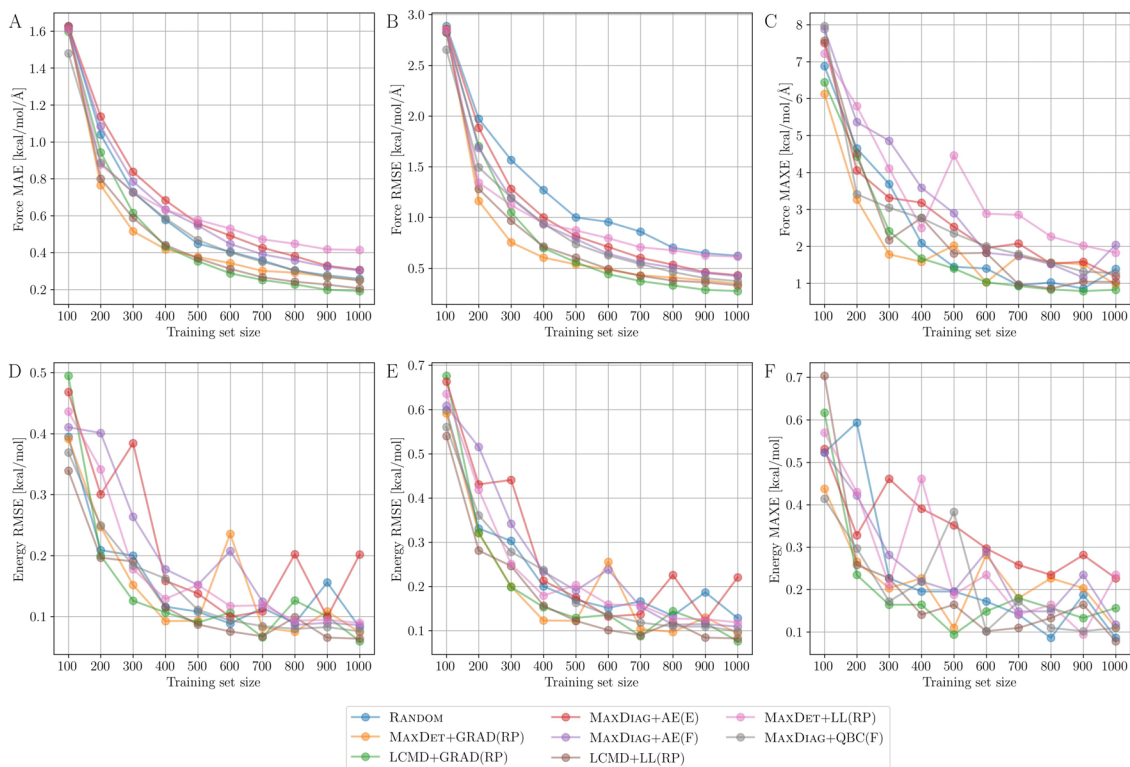 A
Force MAE [kcal/mol/Å]
1.6
1.4
1.2
1.0
0.8
0.6
0.4
0.2
100 200 300 400 500 600 700 800 900 1000
Training set size
B
Force RMSE [kcal/mol/Å]
3.0
2.5
2.0
1.5
1.0
0.5
100 200 300 400 500 600 700 800 900 1000
Training set size
C
Force MAXE [kcal/mol/Å]
8
7
6
5
4
3
2
1
100 200 300 400 500 600 700 800 900 1000
Training set size
D
Energy RMSE [kcal/mol]
0.5
0.4
0.3
0.2
0.1
100 200 300 400 500 600 700 800 900 1000
Training set size
E
Energy RMSE [kcal/mol]
0.7
0.6
0.5
0.4
0.3
0.2
0.1
100 200 300 400 500 600 700 800 900 1000
Training set size
F
Energy MAXE [kcal/mol]
0.7
0.6
0.5
0.4
0.3
0.2
0.1
100 200 300 400 500 600 700 800 900 1000
Training set size
RANDOM
MAXDET+GRAD(RP)
LCMD+GRAD(RP)
MAXDIAG+AE(E)
MAXDIAG+AE(F)
LCMD+LL(RP)
MAXDET+LL(RP)
MAXDIAG+QBC(F)